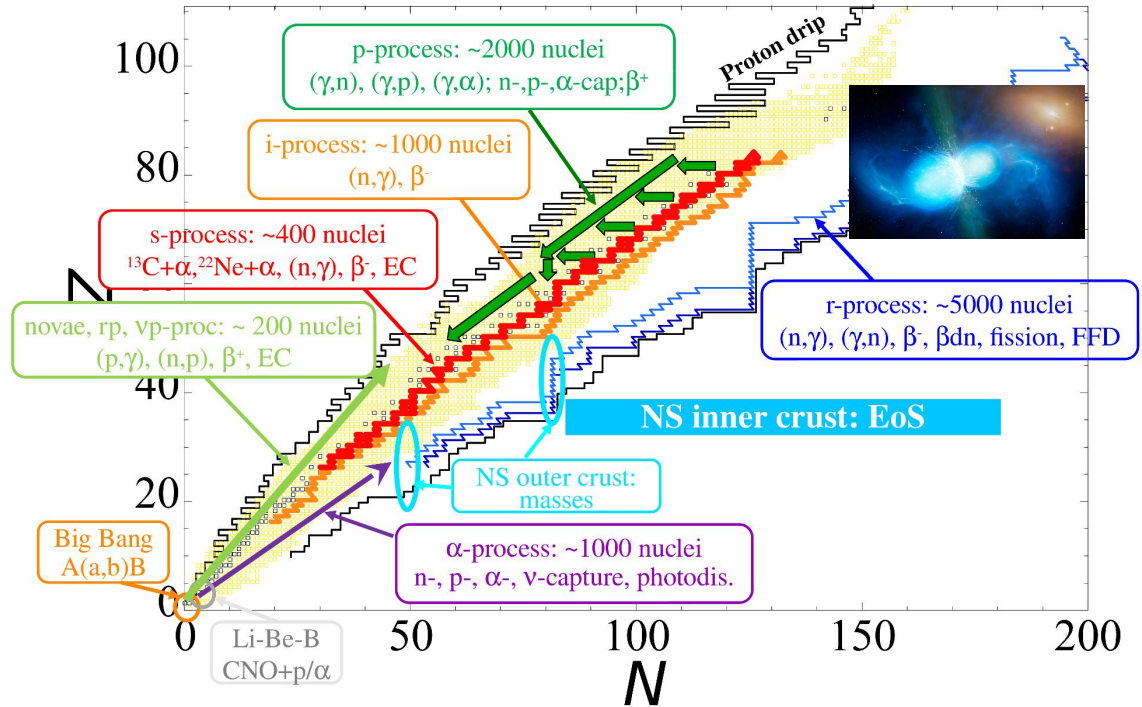 100
80
60
40
20
0
0
50
100
150
200
Z
N
Proton drip
p-process: ~2000 nuclei
(γ,n), (γ,p), (γ,α); n-,p-,α-cap;β⁺
i-process: ~1000 nuclei
(n,γ), β⁻
s-process: ~400 nuclei
¹³C+α,²²Ne+α, (n,γ), β⁻, EC
novae, rp, νp-proc: ~ 200 nuclei
(p,γ), (n,p), β⁺, EC
r-process: ~5000 nuclei
(n,γ), (γ,n), β⁻, βdn, fission, FFD
NS inner crust: EoS
NS outer crust:
masses
α-process: ~1000 nuclei
n-, p-, α-, ν-capture, photodis.
Big Bang
A(a,b)B
Li-Be-B
CNO+p/α